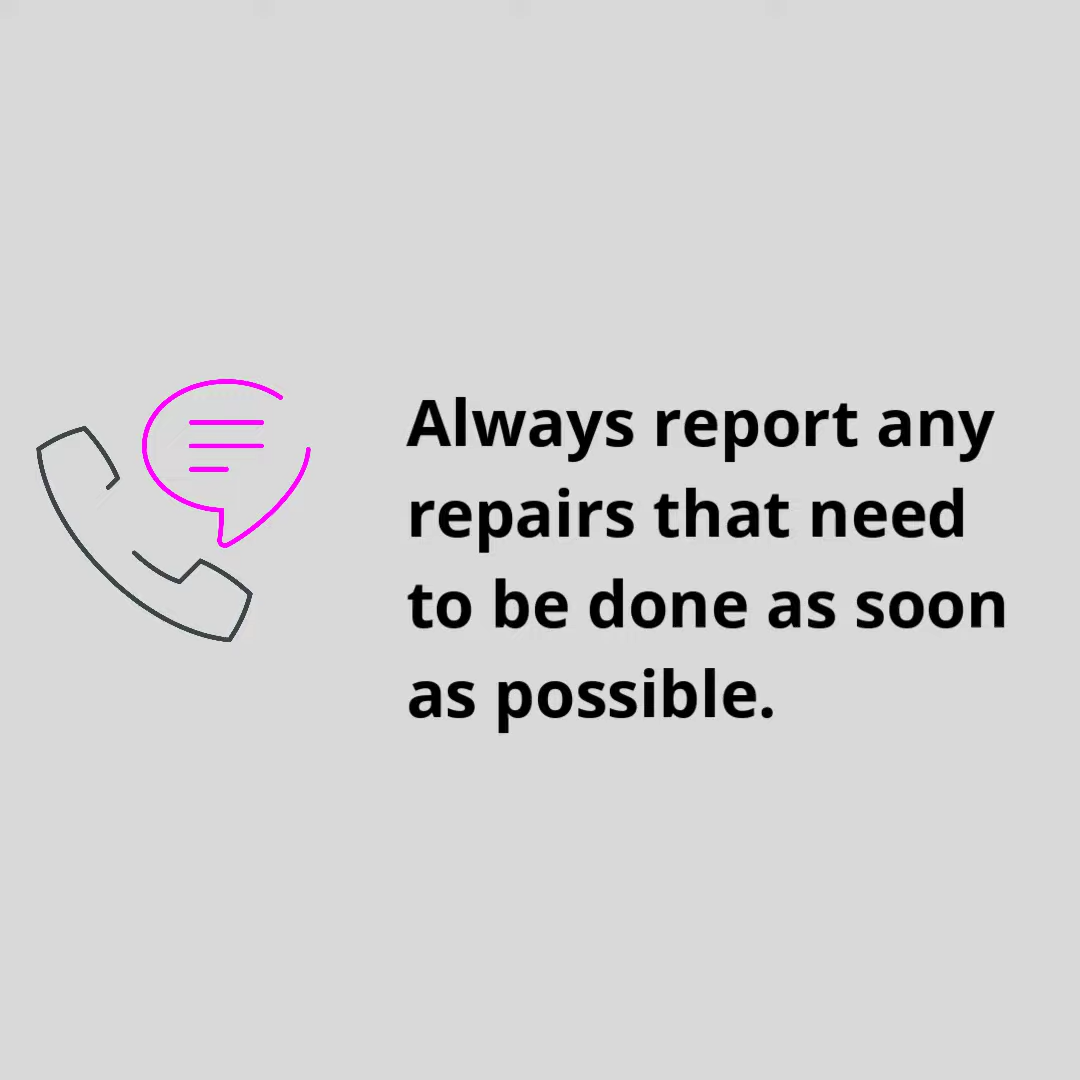 Always report any
repairs that need
to be done as soon
as possible.